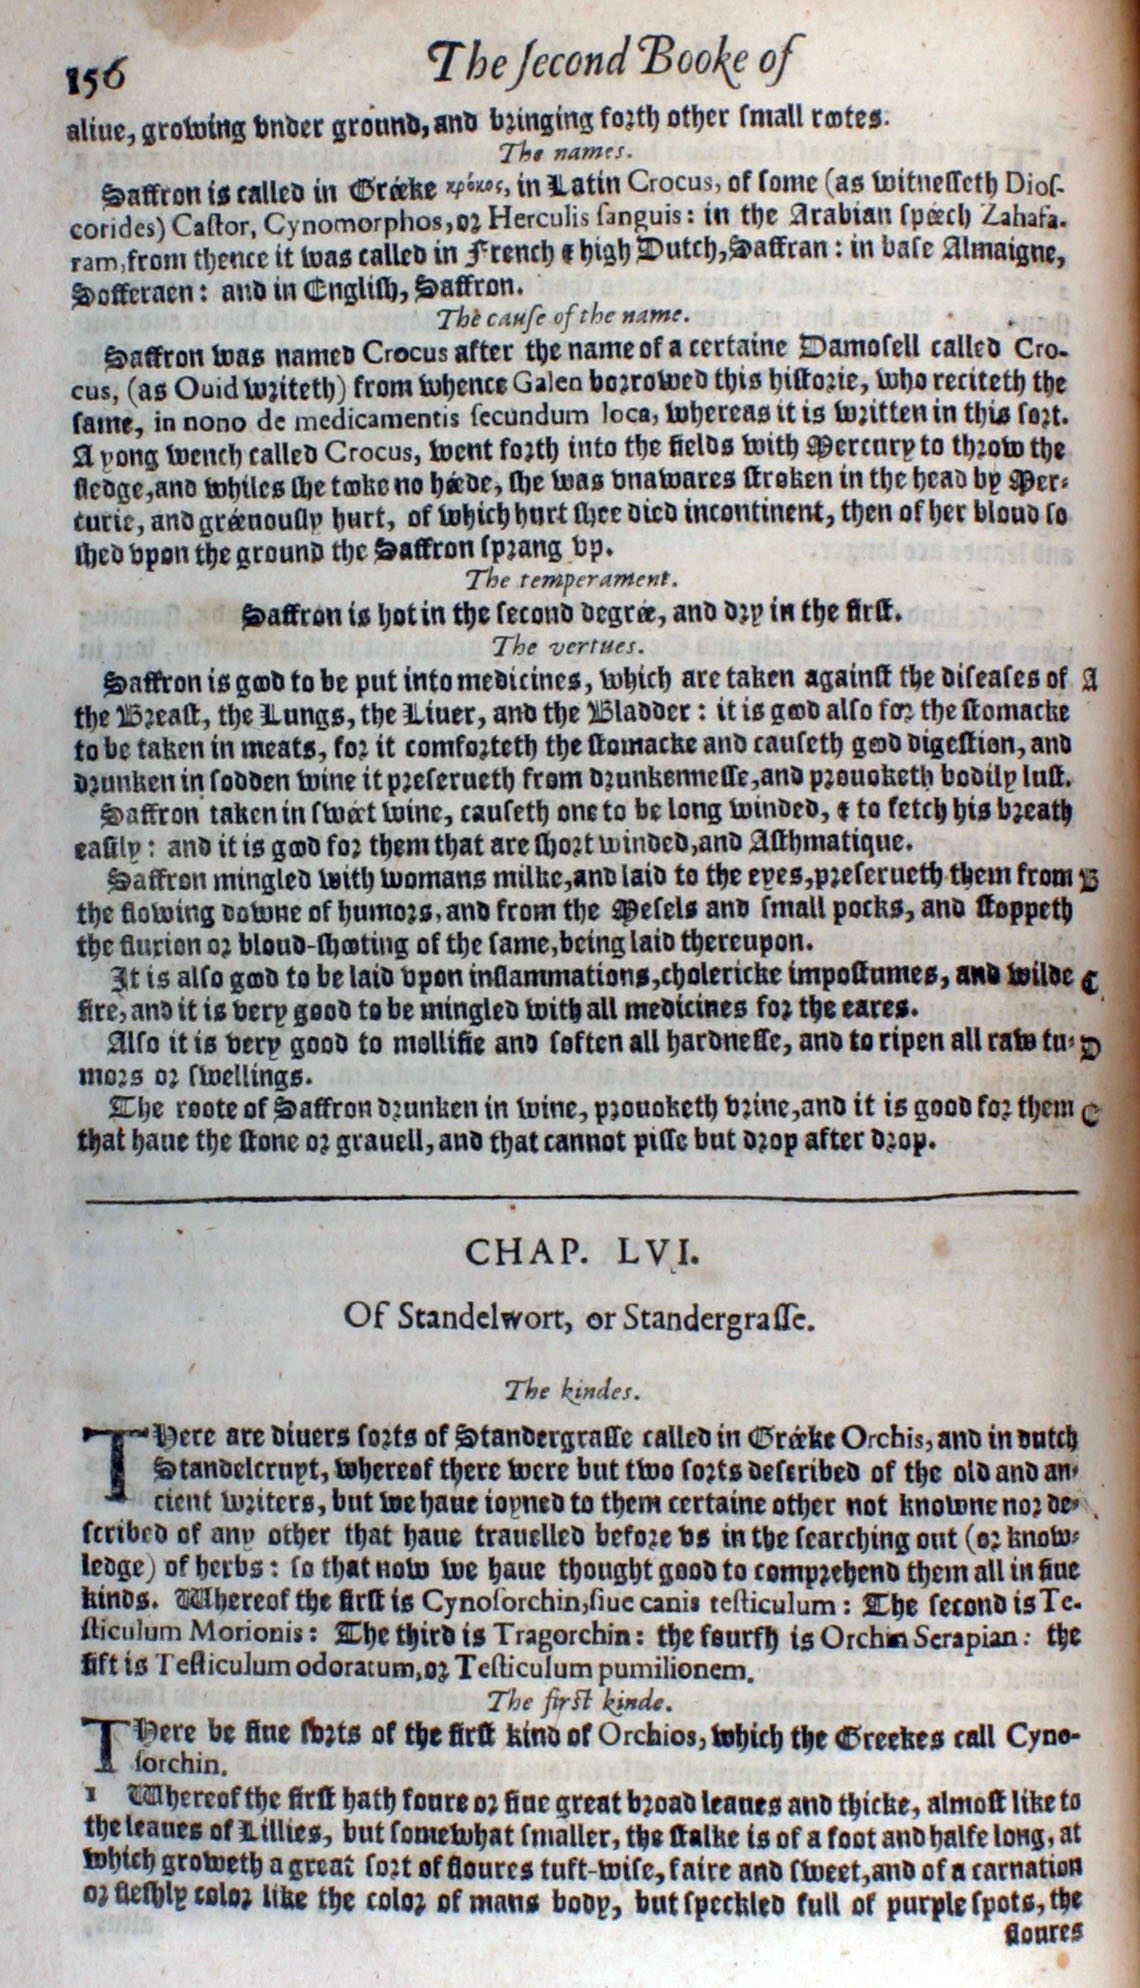 156 The ſecond Booke of
aliue, growing vnder ground, and bringing forth other ſmall rootes.
The names.
Saffron is called in Greeke κρόκος, in Latin Crocus, of ſome (as witneſſeth Dioſ-
corides) Caſtor, Cynomorphos, or Herculis ſanguis: in the Arabian ſpeech Zahafa-
ram, from thence it was called in French & high Dutch, Saffran: in baſe Almaigne,
Sofferaen: and in Engliſh, Saffron.
The cauſe of the name.
Saffron was named Crocus after the name of a certaine Damoſell called Cro-
cus, (as Ouid writeth) from whence Galen borrowed this hiſtorie, who reciteth the
ſame, in nono de medicamentis ſecundum loca, whereas it is written in this ſort.
A yong wench called Crocus, went forth into the fields with Mercury to throw the
ſledge, and whiles ſhe tooke no heede, ſhe was vnawares ſtroken in the head by Mer-
curie, and greenouſly hurt, of which hurt ſhee died incontinent, then of her bloud ſo
ſhed vpon the ground the Saffron ſprang vp.
The temperament.
Saffron is hot in the ſecond degree, and dry in the firſt.
The vertues.
Saffron is good to be put into medicines, which are taken againſt the diſeaſes of A
the Breaſt, the Lungs, the Liuer, and the Bladder: it is good alſo for the ſtomacke
to be taken in meats, for it comforteth the ſtomacke and cauſeth good digeſtion, and
drunken in ſodden wine it preſerueth from drunkenneſſe, and prouoketh bodily luſt.
Saffron taken in ſweet wine, cauſeth one to be long winded, & to fetch his breath
eaſily: and it is good for them that are ſhort winded, and Aſthmatique.
Saffron mingled with womans milke, and laid to the eyes, preſerueth them from B
the flowing downe of humors, and from the Meſels and ſmall pocks, and ſtoppeth
the fluxion or bloud-ſhooting of the ſame, being laid thereupon.
It is alſo good to be laid vpon inflammations, cholericke impoſtumes, and wilde C
fire, and it is very good to be mingled with all medicines for the eares.
Alſo it is very good to mollifie and ſoften all hardneſſe, and to ripen all raw tu- D
mors or ſwellings.
The roote of Saffron drunken in wine, prouoketh vrine, and it is good for them E
that haue the ſtone or grauell, and that cannot piſſe but drop after drop.
CHAP. LVI.
Of Standelwort, or Standergraſſe.
The kindes.
THere are diuers ſorts of Standergraſſe called in Greeke Orchis, and in dutch
Standelcruyt, whereof there were but two ſorts deſcribed of the old and an-
cient writers, but we haue ioyned to them certaine other not knowne nor de-
ſcribed of any other that haue trauelled before vs in the ſearching out (or know-
ledge) of herbs: ſo that now we haue thought good to comprehend them all in fiue
kinds. Whereof the firſt is Cynoſorchin, ſiue canis teſticulum: The ſecond is Te-
ſticulum Morionis: The third is Tragorchin: the fourth is Orchin Serapian: the
fift is Teſticulum odoratum, or Teſticulum pumilionem.
The firſt kinde.
THere be fiue ſorts of the firſt kind of Orchios, which the Greekes call Cyno-
ſorchin.
1 Whereof the firſt hath foure or fiue great broad leaues and thicke, almoſt like to
the leaues of Lillies, but ſomewhat ſmaller, the ſtalke is of a foot and halfe long, at
which groweth a great ſort of floures tuft-wiſe, faire and ſweet, and of a carnation
or fleſhly color like the color of mans body, but ſpeckled full of purple ſpots, the
floures